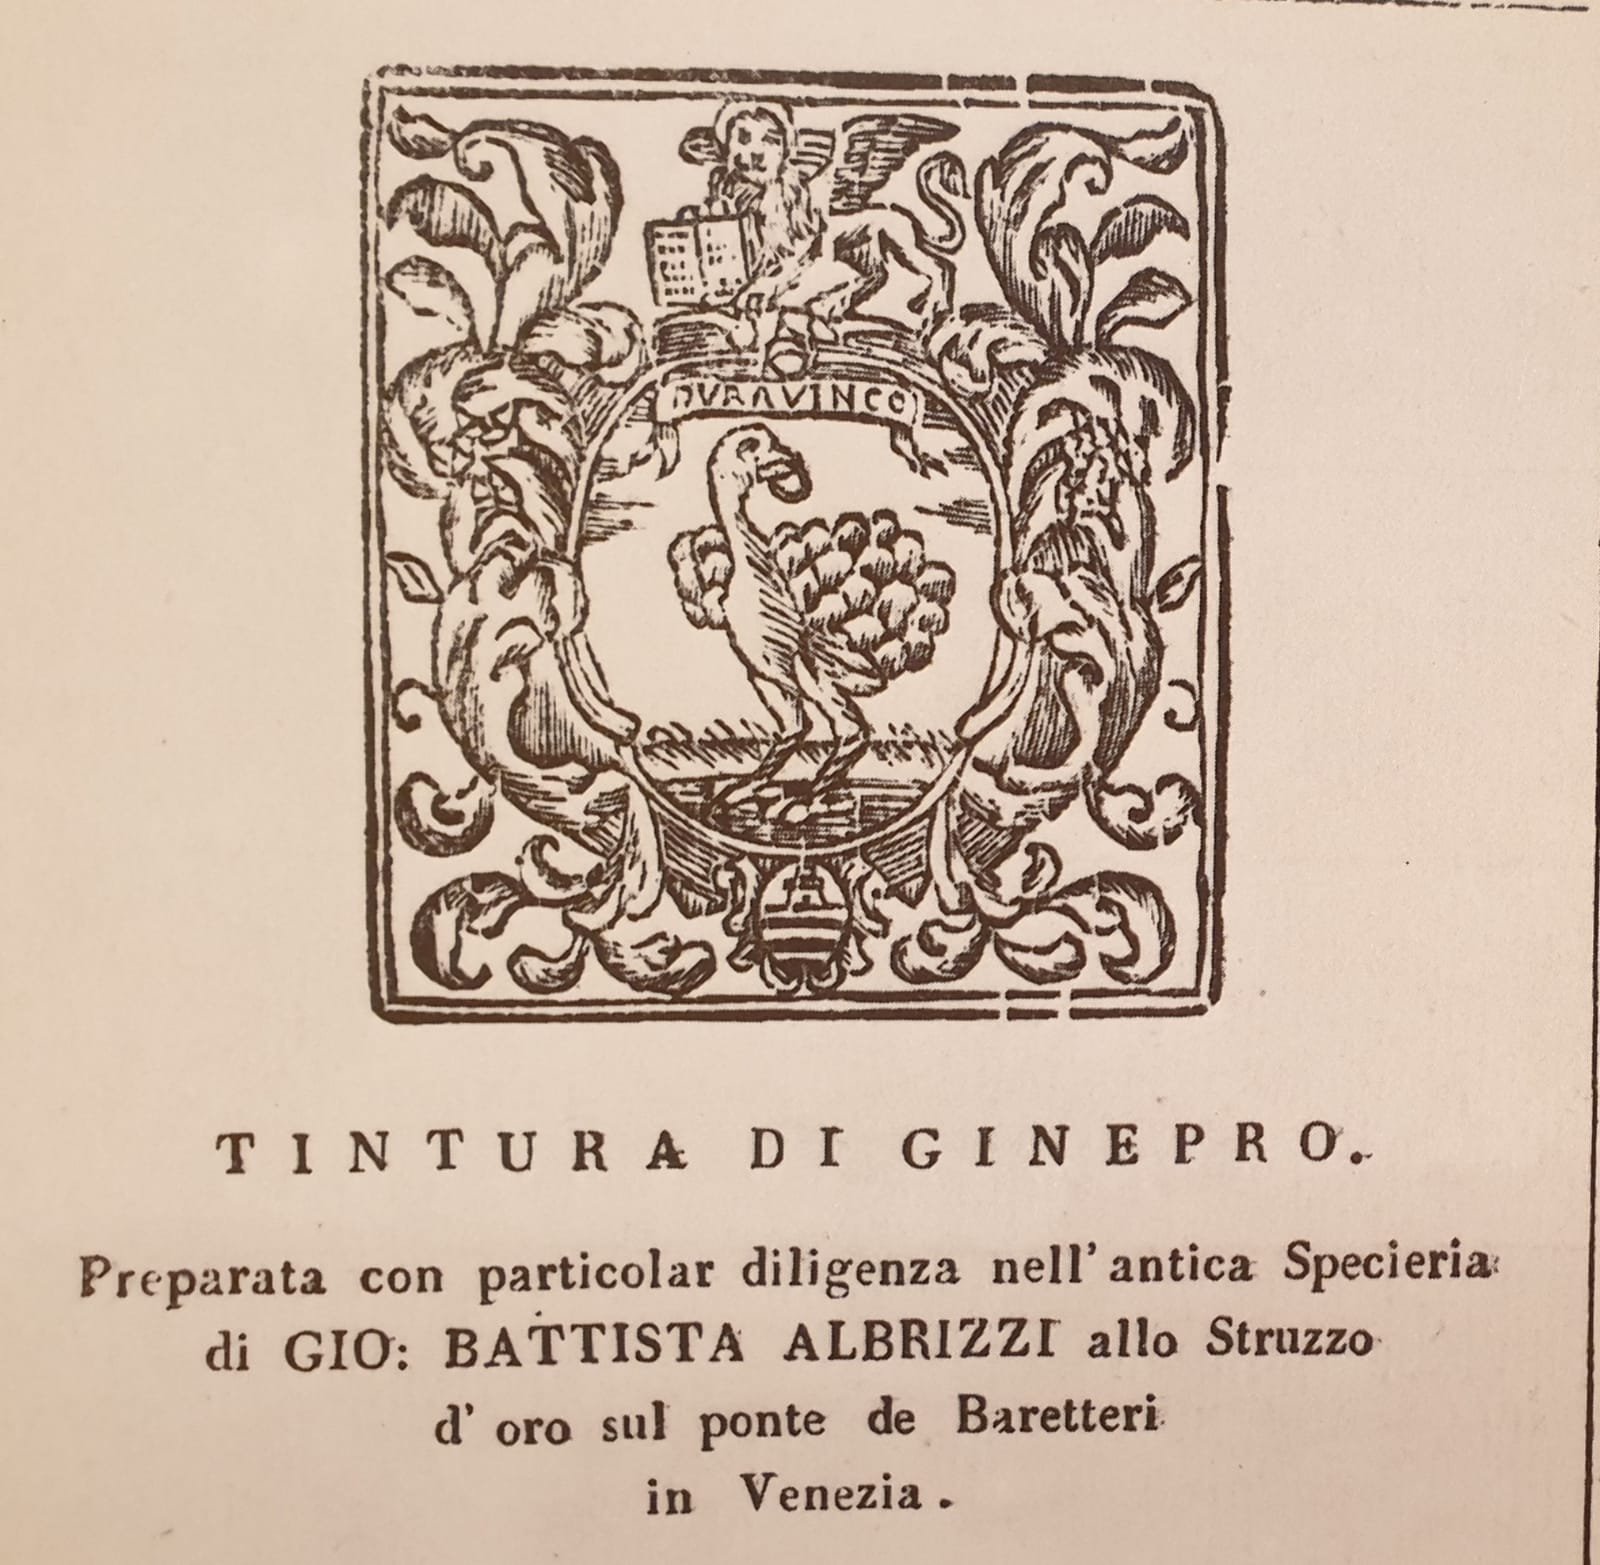 DURA VINCO
TINTURA DI GINEPRO.
Preparata con particolar diligenza nell' antica Specieria
di GIO: BATTISTA ALBRIZZI allo Struzzo
d' oro sul ponte de Baretteri
in Venezia.